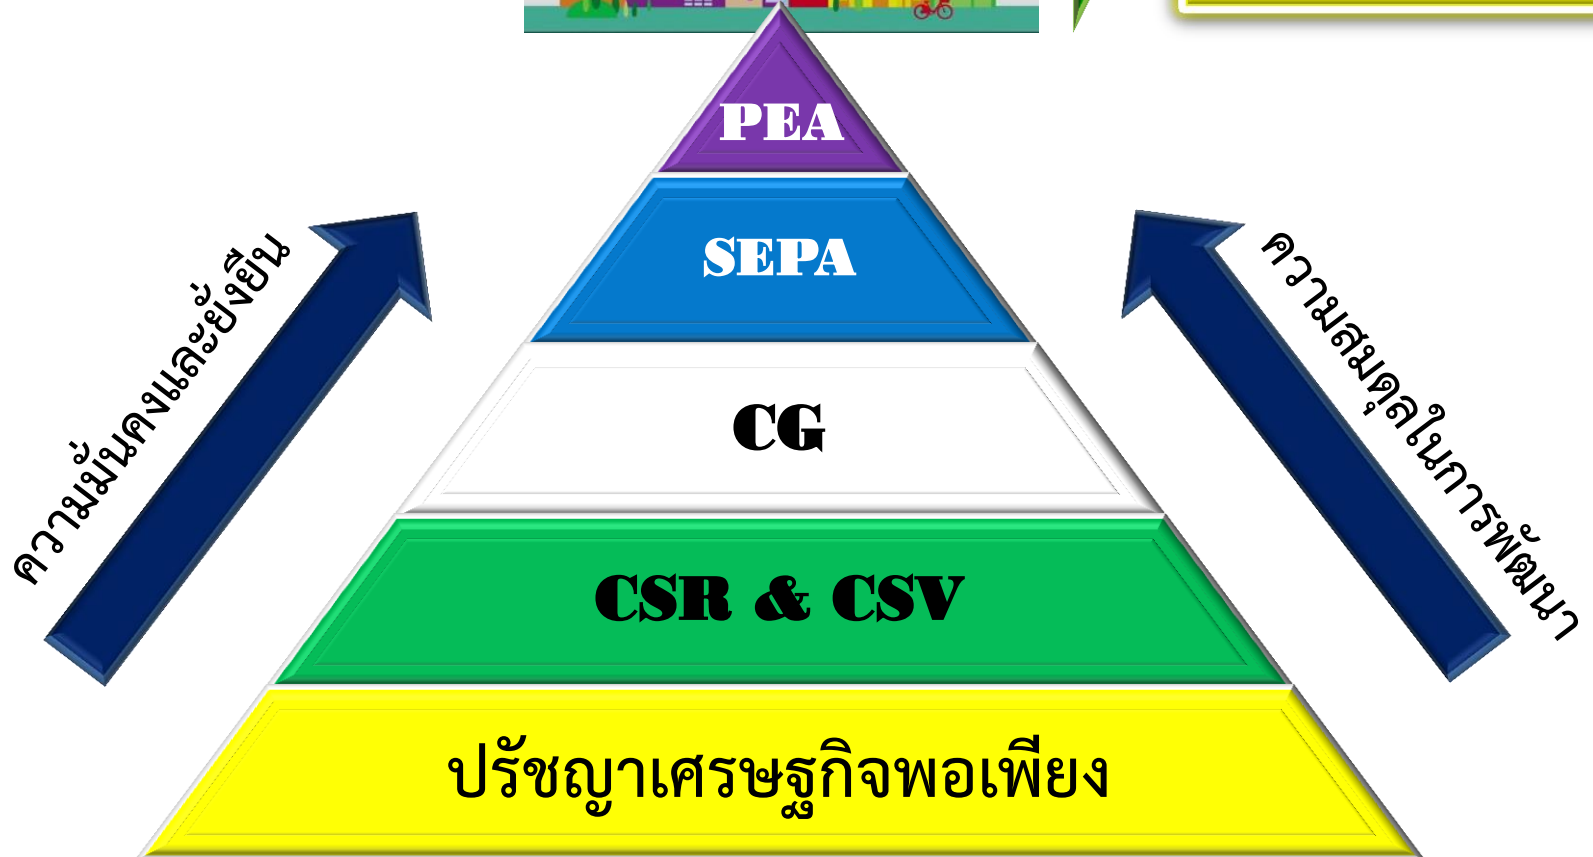 PEA
SEPA
ความมั่นคงและยั่งยืน
ความสมดุลในการพัฒนา
CG
CSR & CSV
ปรัชญาเศรษฐกิจพอเพียง